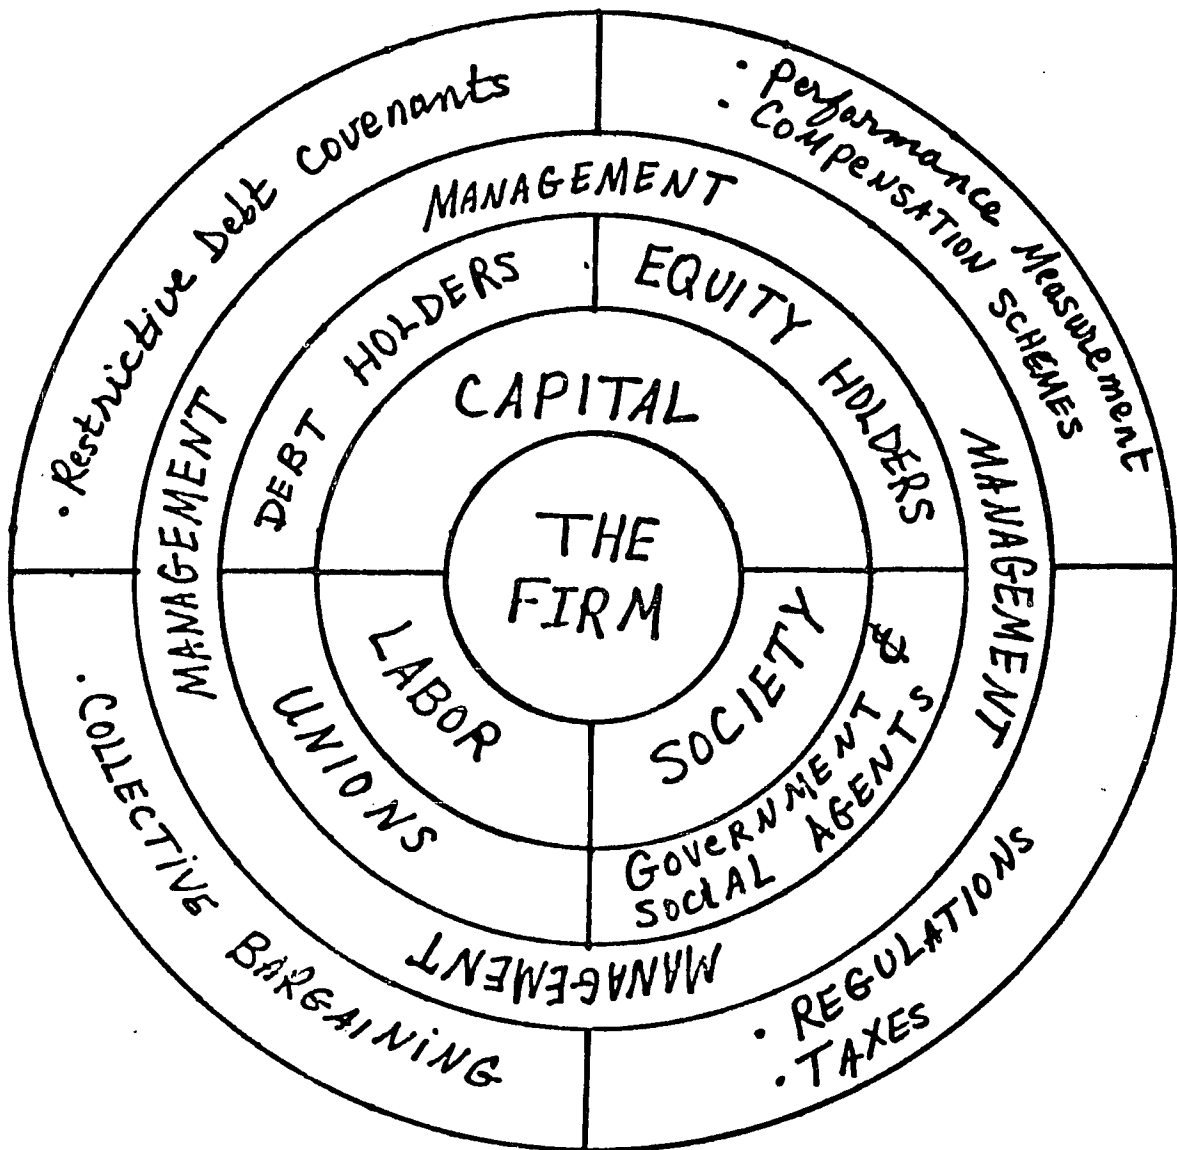 · Restrictive Debt Covenants
· Performance Measurement
· COMPENSATION SCHEMES
MANAGEMENT
MANAGEMENT
MANAGEMENT
MANAGEMENT
DEBT HOLDERS
EQUITY HOLDERS
CAPITAL
THE
FIRM
LABOR
SOCIETY
UNIONS
GOVERNMENT &
SOCIAL AGENTS
· COLLECTIVE BARGAINING
· REGULATIONS
· TAXES